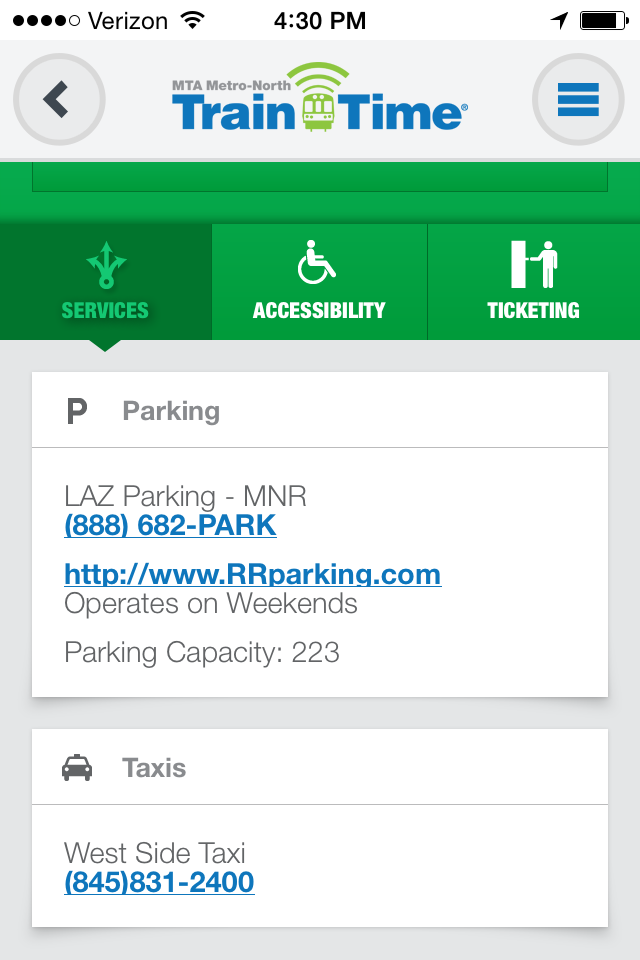 Verizon 4:30 PM
MTA Metro-North
Train Time®
SERVICES
ACCESSIBILITY
TICKETING
P Parking
LAZ Parking - MNR
(888) 682-PARK
http://www.RRparking.com
Operates on Weekends
Parking Capacity: 223
Taxis
West Side Taxi
(845)831-2400